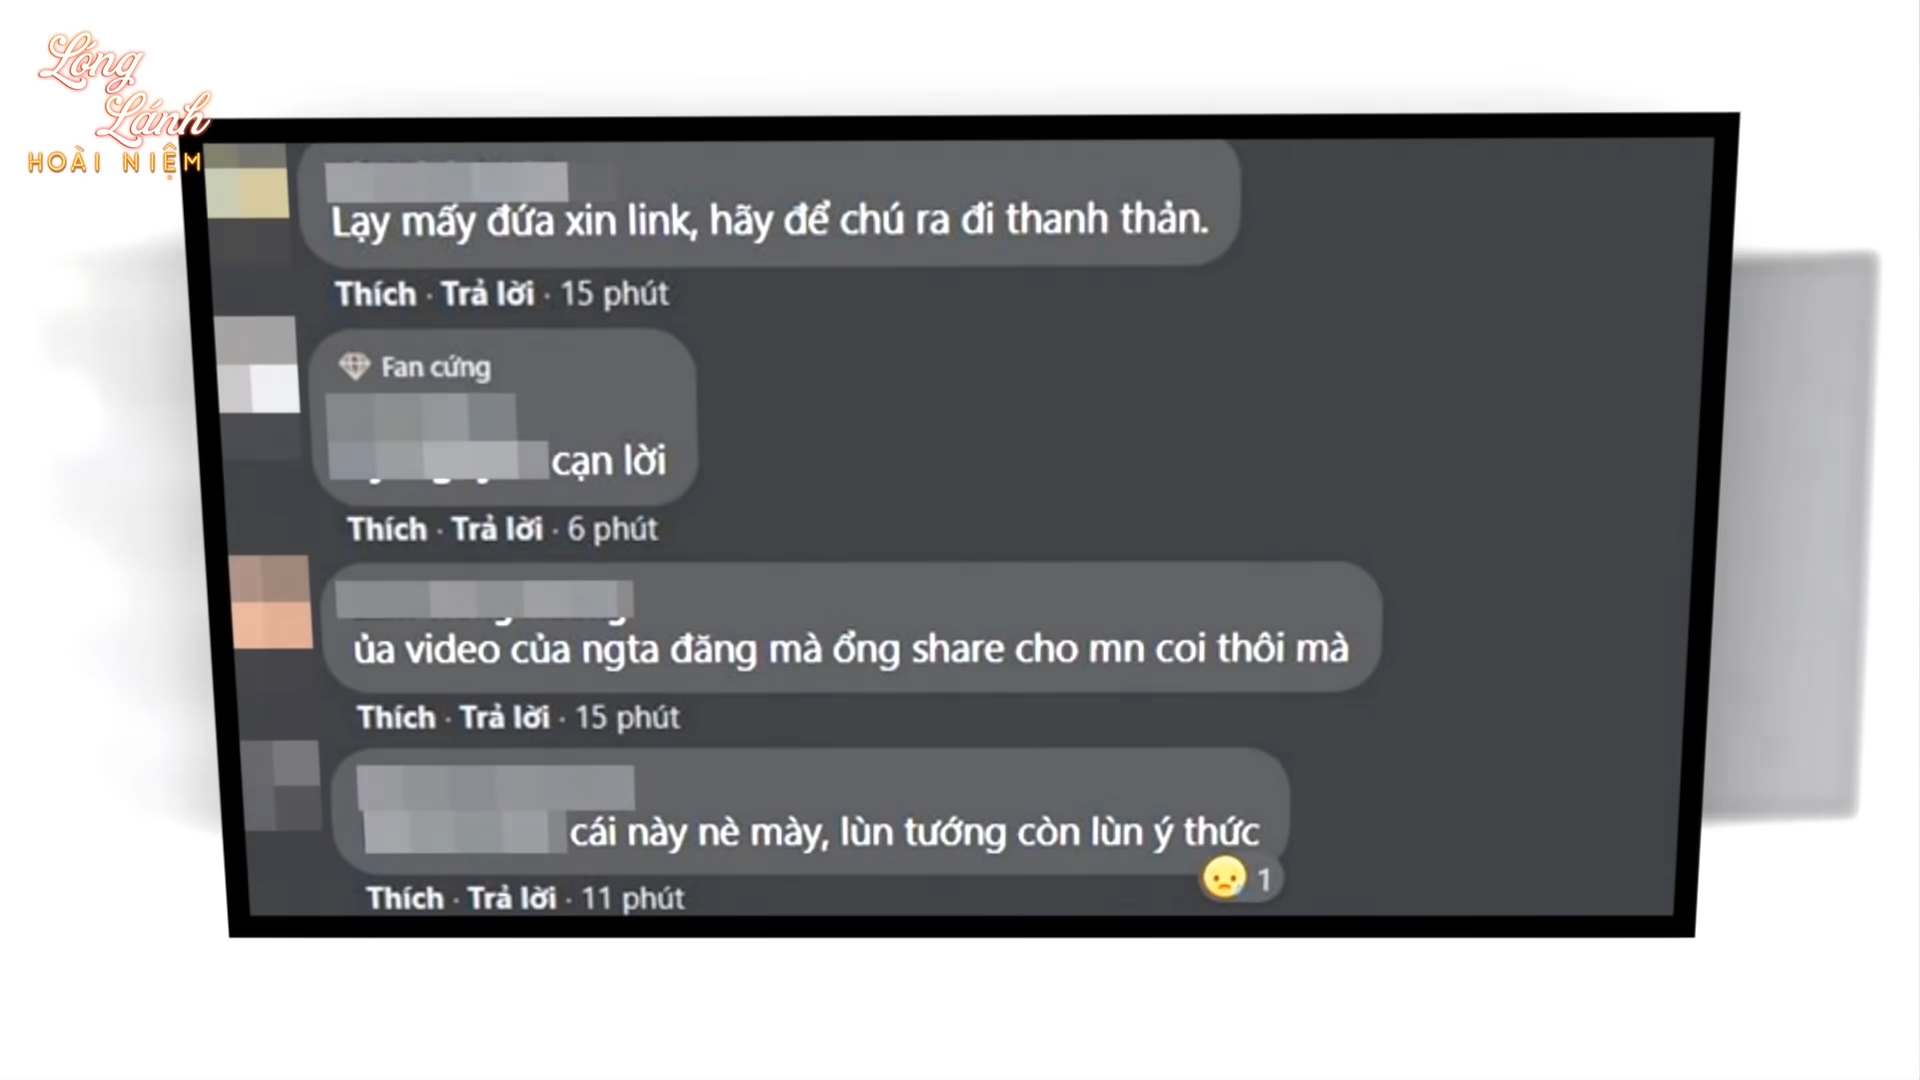 Lóng
Lánh
HOÀI NIỆM
Lạy mấy đứa xin link, hãy để chú ra đi thanh thản.
Thích · Trả lời · 15 phút
Fan cứng
cạn lời
Thích · Trả lời · 6 phút
ủa video của ngta đăng mà ổng share cho mn coi thôi mà
Thích · Trả lời · 15 phút
cái này nè mày, lùn tướng còn lùn ý thức
1
Thích · Trả lời · 11 phút